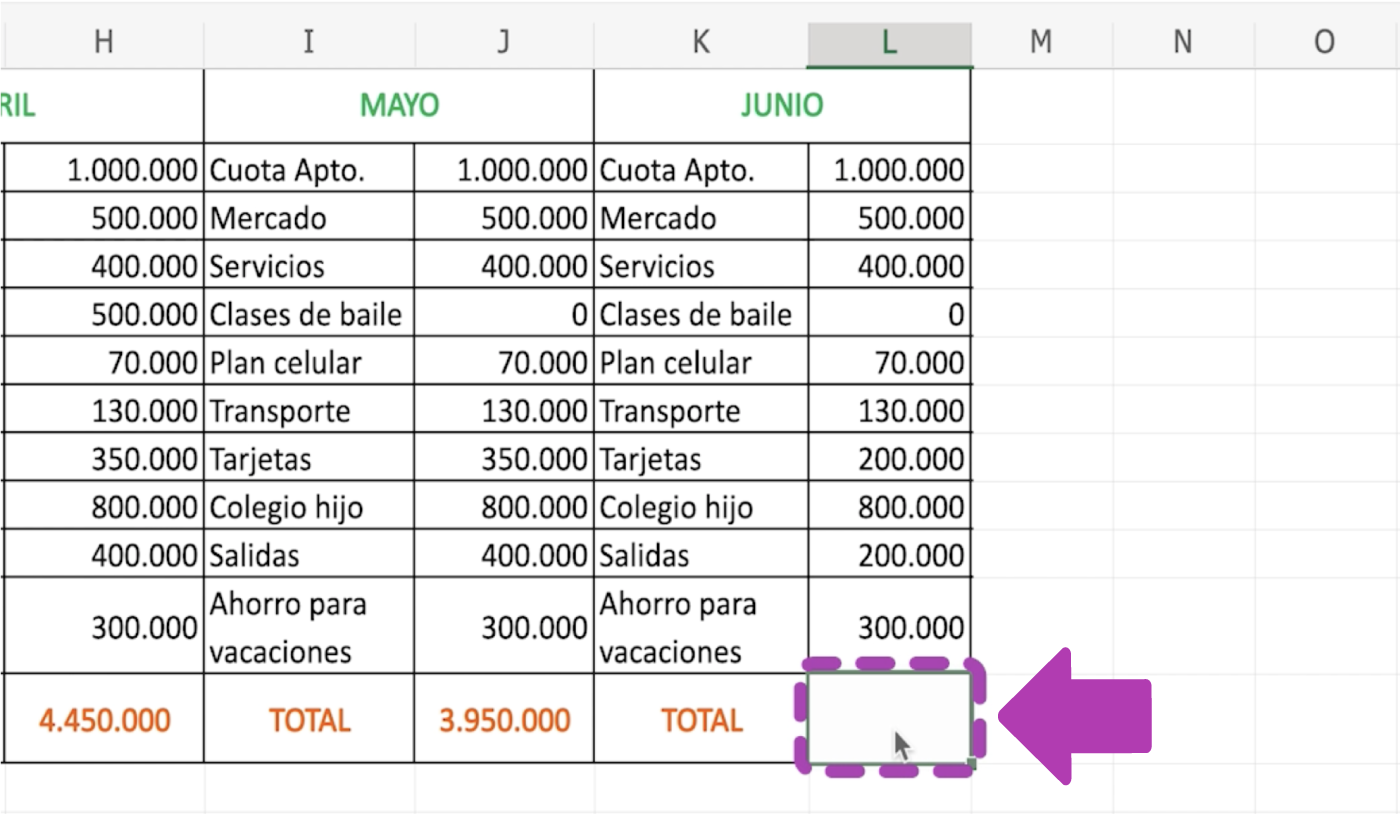 H I J K L M N O
RIL MAYO JUNIO
1.000.000 Cuota Apto. 1.000.000 Cuota Apto. 1.000.000
500.000 Mercado 500.000 Mercado 500.000
400.000 Servicios 400.000 Servicios 400.000
500.000 Clases de baile 0 Clases de baile 0
70.000 Plan celular 70.000 Plan celular 70.000
130.000 Transporte 130.000 Transporte 130.000
350.000 Tarjetas 350.000 Tarjetas 200.000
800.000 Colegio hijo 800.000 Colegio hijo 800.000
400.000 Salidas 400.000 Salidas 200.000
300.000 Ahorro para vacaciones 300.000 Ahorro para vacaciones 300.000
4.450.000 TOTAL 3.950.000 TOTAL